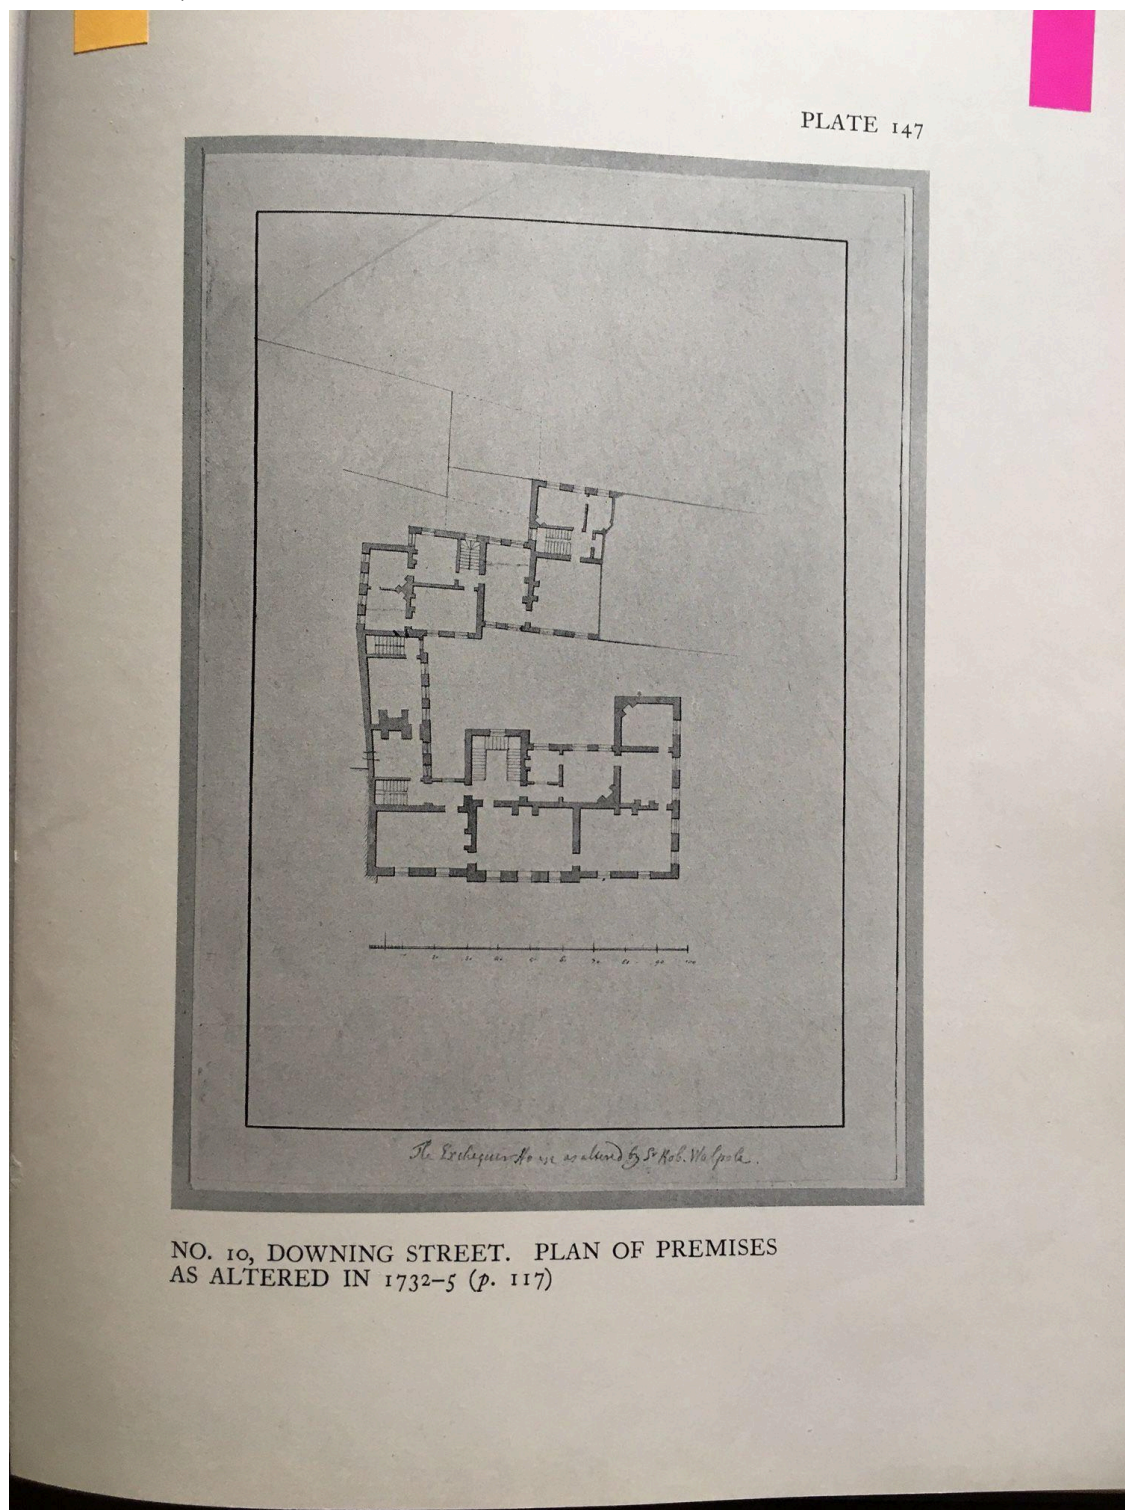 PLATE 147
The Exchequer House as altered by Sr. Rob. Walpole.
NO. 10, DOWNING STREET. PLAN OF PREMISES
AS ALTERED IN 1732–5 (p. 117)